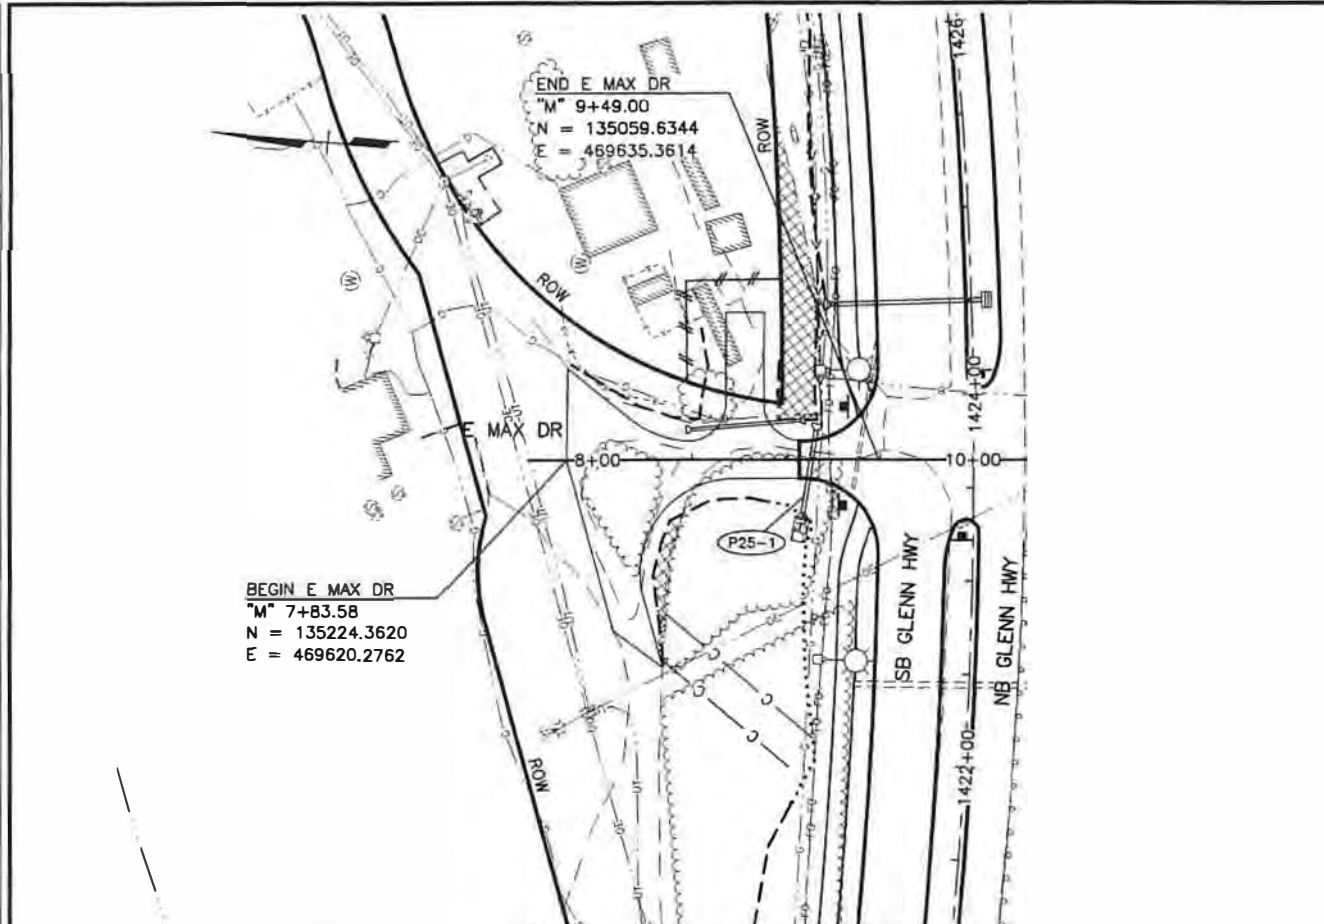 END E MAX DR
"M" 9+49.00
N = 135059.6344
E = 469635.3614
ROW
1426
ROW
W
W
1424+00
E MAX DR
8+00
10+00
P25-1
BEGIN E MAX DR
"M" 7+83.58
N = 135224.3620
E = 469620.2762
SB GLENN HWY
NB GLENN HWY
C
C
G
C
C
ROW
1422+00